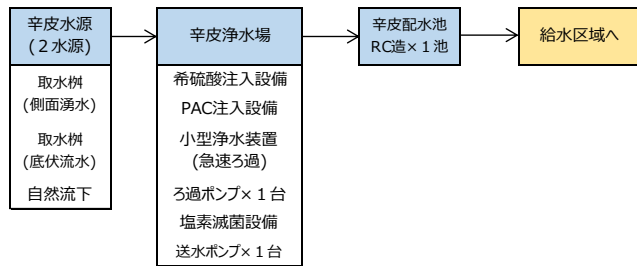 辛皮水源
(２水源)
取水桝
(側面湧水)
取水桝
(底伏流水)
自然流下
辛皮浄水場
希硫酸注入設備
PAC注入設備
小型浄水装置
(急速ろ過)
ろ過ポンプ×１台
塩素滅菌設備
送水ポンプ×１台
辛皮配水池
RC造×１池
給水区域へ